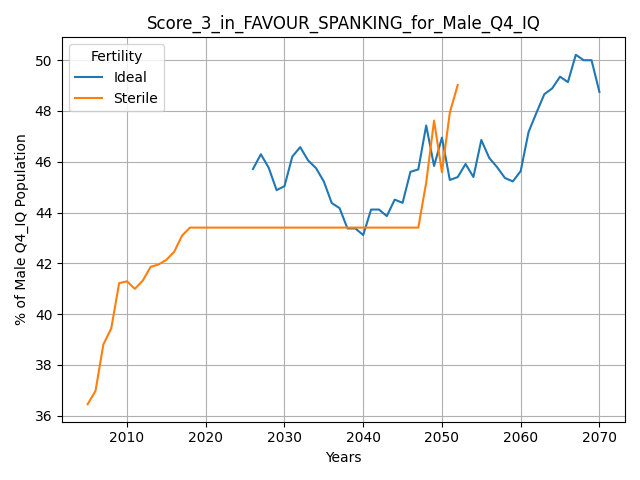 Score_3_in_FAVOUR_SPANKING_for_Male_Q4_IQ
Fertility
Ideal
Sterile
% of Male Q4_IQ Population
50
48
46
44
42
40
38
36
2010 2020 2030 2040 2050 2060 2070
Years